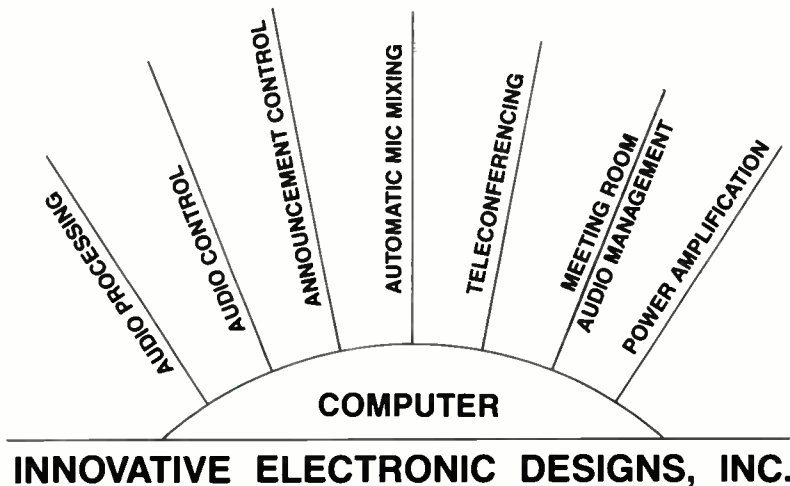 AUDIO PROCESSING
AUDIO CONTROL
ANNOUNCEMENT CONTROL
AUTOMATIC MIC MIXING
TELECONFERENCING
MEETING ROOM
AUDIO MANAGEMENT
POWER AMPLIFICATION
COMPUTER
INNOVATIVE ELECTRONIC DESIGNS, INC.